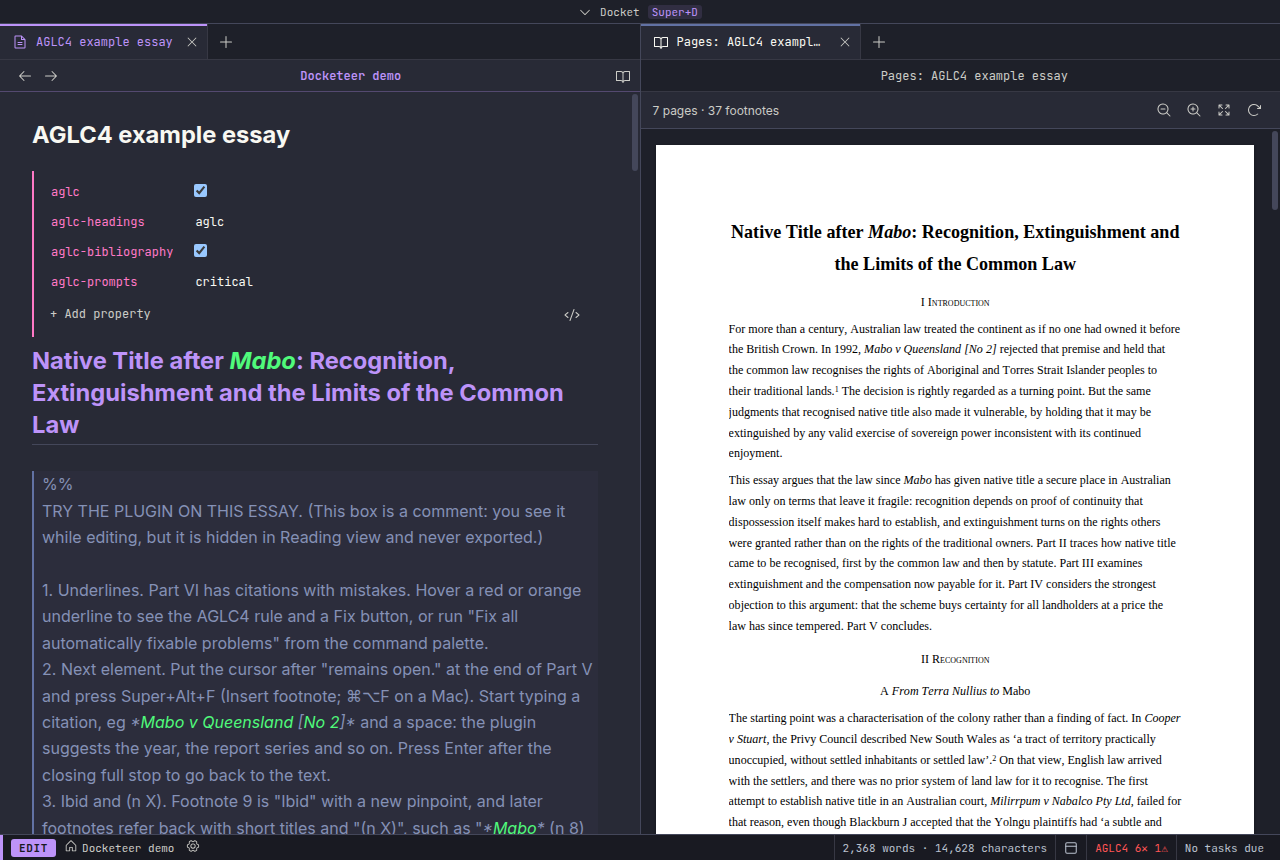 Docket Super+D
AGLC4 example essay
Pages: AGLC4 exampl…
Docketeer demo
Pages: AGLC4 example essay
7 pages · 37 footnotes
AGLC4 example essay
aglc
aglc-headings aglc
aglc-bibliography
aglc-prompts critical
+ Add property
Native Title after Mabo: Recognition,
Extinguishment and the Limits of the Common
Law
%%
TRY THE PLUGIN ON THIS ESSAY. (This box is a comment: you see it
while editing, but it is hidden in Reading view and never exported.)
1. Underlines. Part VI has citations with mistakes. Hover a red or orange
underline to see the AGLC4 rule and a Fix button, or run "Fix all
automatically fixable problems" from the command palette.
2. Next element. Put the cursor after "remains open." at the end of Part V
and press Super+Alt+F (Insert footnote; ⌘⌥F on a Mac). Start typing a
citation, eg *Mabo v Queensland [No 2]* and a space: the plugin
suggests the year, the report series and so on. Press Enter after the
closing full stop to go back to the text.
3. Ibid and (n X). Footnote 9 is "Ibid" with a new pinpoint, and later
footnotes refer back with short titles and "(n X)", such as "*Mabo* (n 8)
Native Title after Mabo: Recognition, Extinguishment and
the Limits of the Common Law
I Introduction
For more than a century, Australian law treated the continent as if no one had owned it before
the British Crown. In 1992, Mabo v Queensland [No 2] rejected that premise and held that
the common law recognises the rights of Aboriginal and Torres Strait Islander peoples to
their traditional lands.¹ The decision is rightly regarded as a turning point. But the same
judgments that recognised native title also made it vulnerable, by holding that it may be
extinguished by any valid exercise of sovereign power inconsistent with its continued
enjoyment.
This essay argues that the law since Mabo has given native title a secure place in Australian
law only on terms that leave it fragile: recognition depends on proof of continuity that
dispossession itself makes hard to establish, and extinguishment turns on the rights others
were granted rather than on the rights of the traditional owners. Part II traces how native title
came to be recognised, first by the common law and then by statute. Part III examines
extinguishment and the compensation now payable for it. Part IV considers the strongest
objection to this argument: that the scheme buys certainty for all landholders at a price the
law has since tempered. Part V concludes.
II Recognition
A From Terra Nullius to Mabo
The starting point was a characterisation of the colony rather than a finding of fact. In Cooper
v Stuart, the Privy Council described New South Wales as ‘a tract of territory practically
unoccupied, without settled inhabitants or settled law’.² On that view, English law arrived
with the settlers, and there was no prior system of land law for it to recognise. The first
attempt to establish native title in an Australian court, Milirrpum v Nabalco Pty Ltd, failed for
that reason, even though Blackburn J accepted that the Yolngu plaintiffs had ‘a subtle and
EDIT Docketeer demo
2,368 words · 14,628 characters
AGLC4 6× 1⚠
No tasks due